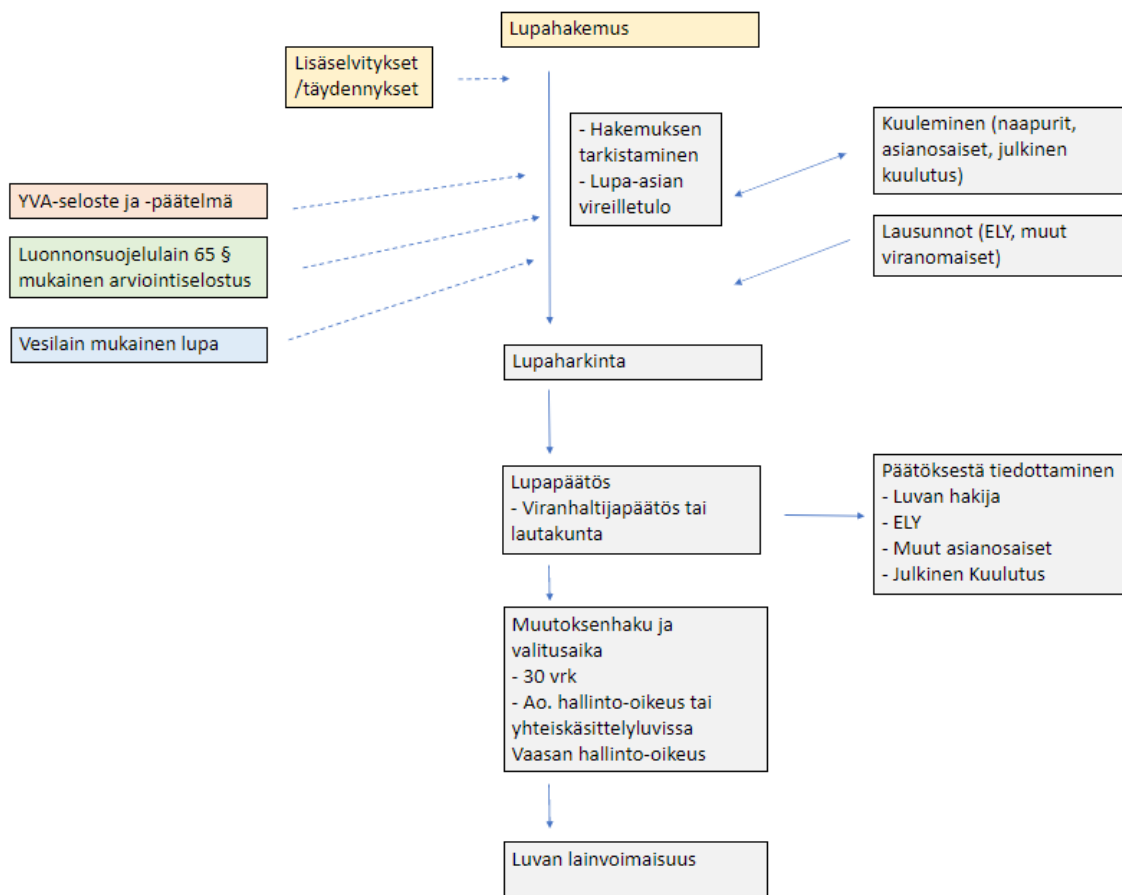 Lupahakemus
Lisäselvitykset
/täydennykset
- Hakemuksen
tarkistaminen
- Lupa-asian
vireilletulo
Kuuleminen (naapurit,
asianosaiset, julkinen
kuulutus)
YVA-seloste ja -päätelmä
Luonnonsuojelulain 65 §
mukainen arviointiselostus
Lausunnot (ELY, muut
viranomaiset)
Vesilain mukainen lupa
Lupaharkinta
Lupapäätös
- Viranhaltijapäätös tai
lautakunta
Päätöksestä tiedottaminen
- Luvan hakija
- ELY
- Muut asianosaiset
- Julkinen Kuulutus
Muutoksenhaku ja
valitusaika
- 30 vrk
- Ao. hallinto-oikeus tai
yhteiskäsittelyluvissa
Vaasan hallinto-oikeus
Luvan lainvoimaisuus